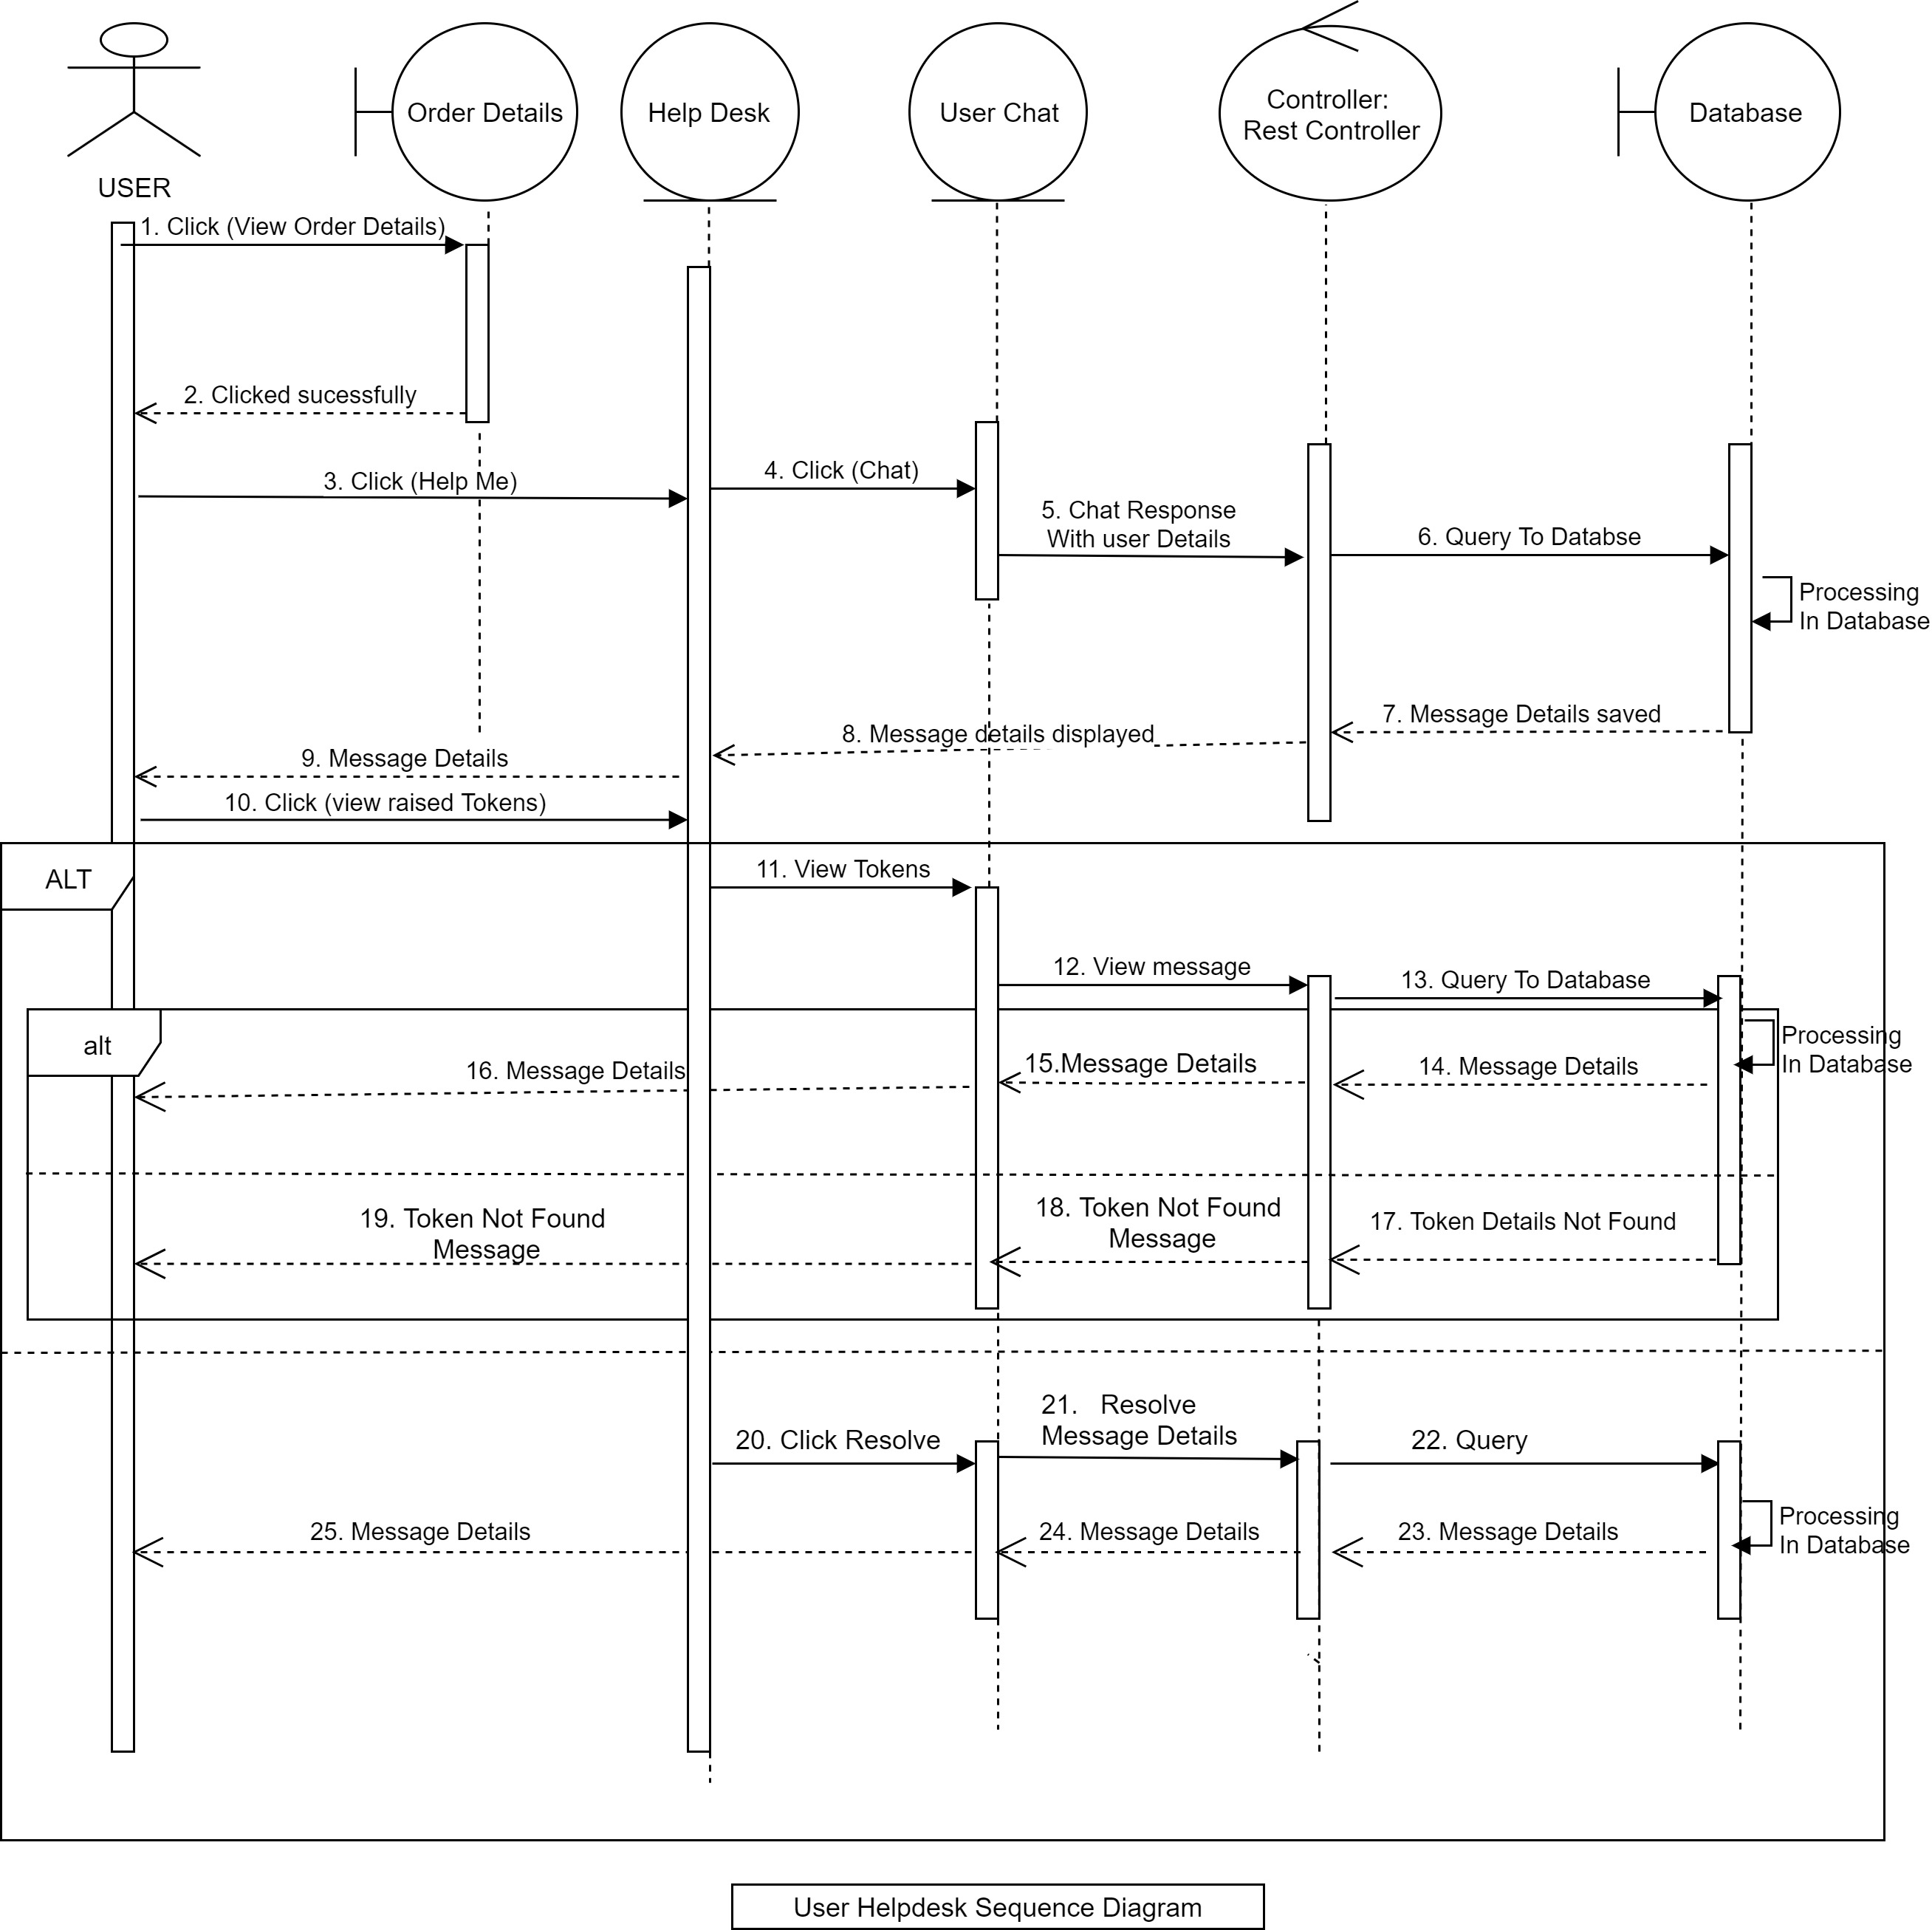 Order Details
Help Desk
User Chat
Controller:
Rest Controller
Database
USER
1. Click (View Order Details)
2. Clicked sucessfully
3. Click (Help Me)
4. Click (Chat)
5. Chat Response
With user Details
6. Query To Databse
Processing
In Database
7. Message Details saved
8. Message details displayed
9. Message Details
10. Click (view raised Tokens)
ALT
11. View Tokens
12. View message
13. Query To Database
alt
Processing
In Database
14. Message Details
15.Message Details
16. Message Details
17. Token Details Not Found
18. Token Not Found
Message
19. Token Not Found
Message
20. Click Resolve
21. Resolve
Message Details
22. Query
Processing
In Database
23. Message Details
24. Message Details
25. Message Details
User Helpdesk Sequence Diagram